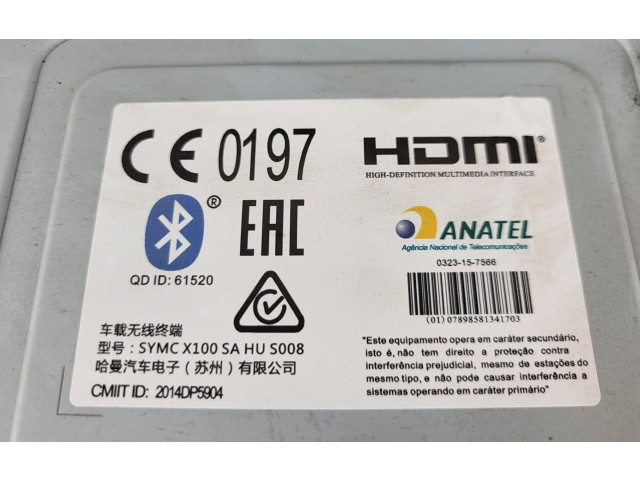 CE 0197
HDMI®
HIGH-DEFINITION MULTIMEDIA INTERFACE
®
EAC
QD ID: 61520
ANATEL
Agência Nacional de Telecomunicações
0323-15-7566
(01) 07898581341703
车载无线终端
型号：SYMC X100 SA HU S008
哈曼汽车电子（苏州）有限公司
CMIIT ID: 2014DP5904
"Este equipamento opera em caráter secundário,
isto é, não tem direito a proteção contra
interferência prejudicial, mesmo de estações do
mesmo tipo, e não pode causar interferência a
sistemas operando em caráter primário"